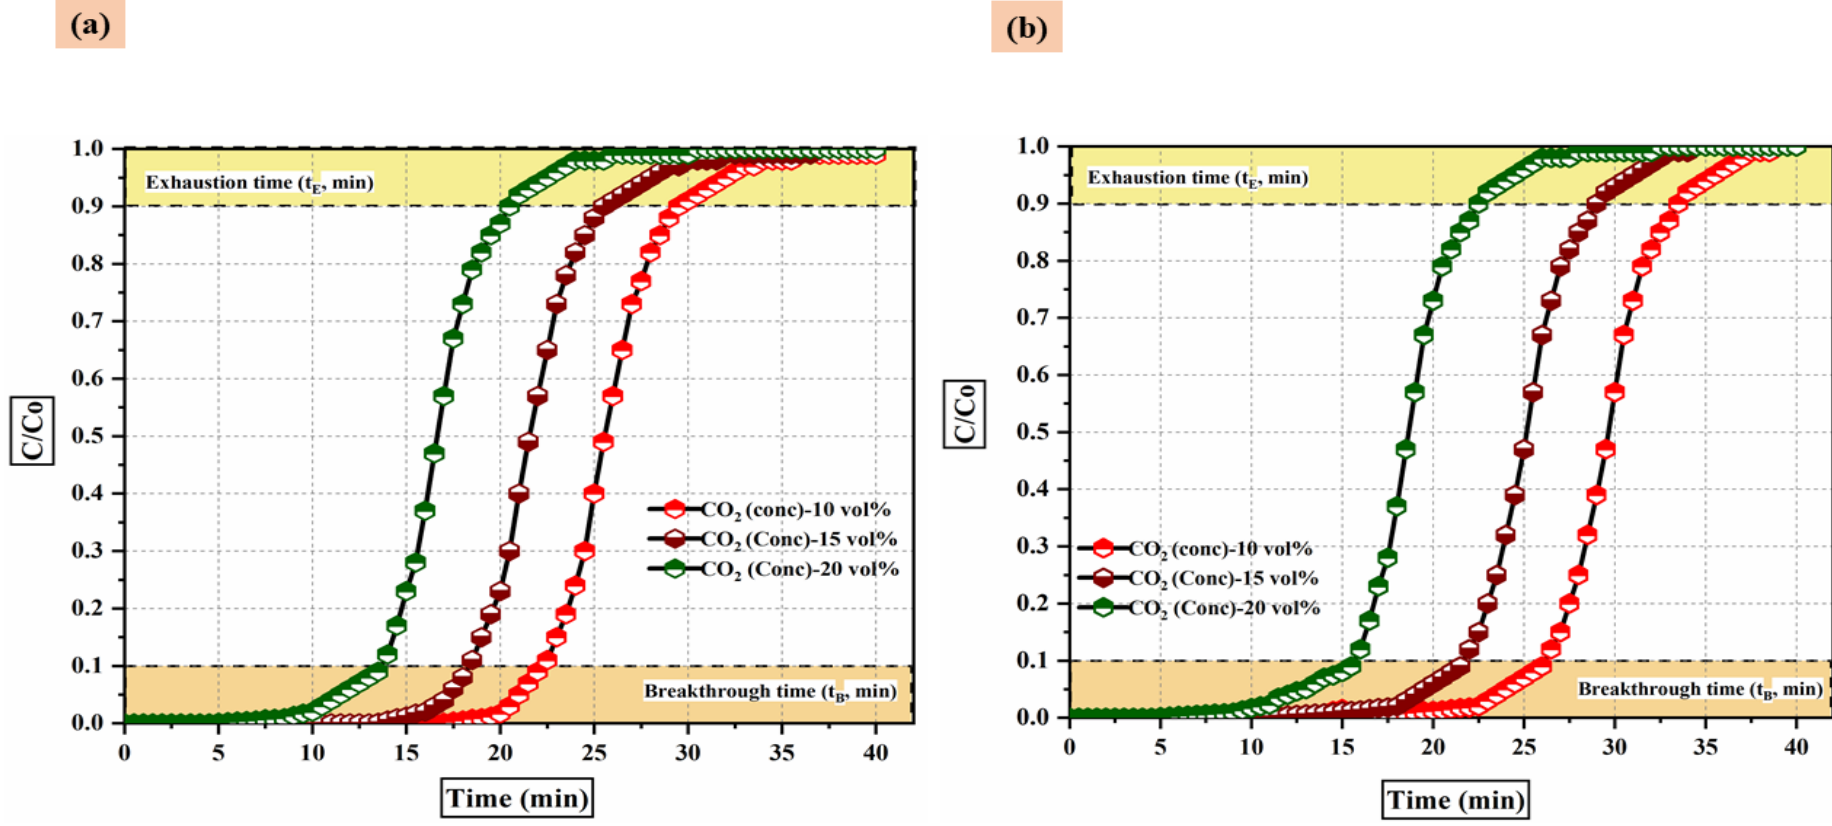 (a)
(b)
1.0
0.9
0.8
0.7
0.6
0.5
0.4
0.3
0.2
0.1
0.0
C/Co
Exhaustion time (tE, min)
CO2 (conc)-10 vol%
CO2 (Conc)-15 vol%
CO2 (Conc)-20 vol%
Breakthrough time (tB, min)
0 5 10 15 20 25 30 35 40
Time (min)
1.0
0.9
0.8
0.7
0.6
0.5
0.4
0.3
0.2
0.1
0.0
C/Co
Exhaustion time (tE, min)
CO2 (conc)-10 vol%
CO2 (Conc)-15 vol%
CO2 (Conc)-20 vol%
Breakthrough time (tB, min)
0 5 10 15 20 25 30 35 40
Time (min)